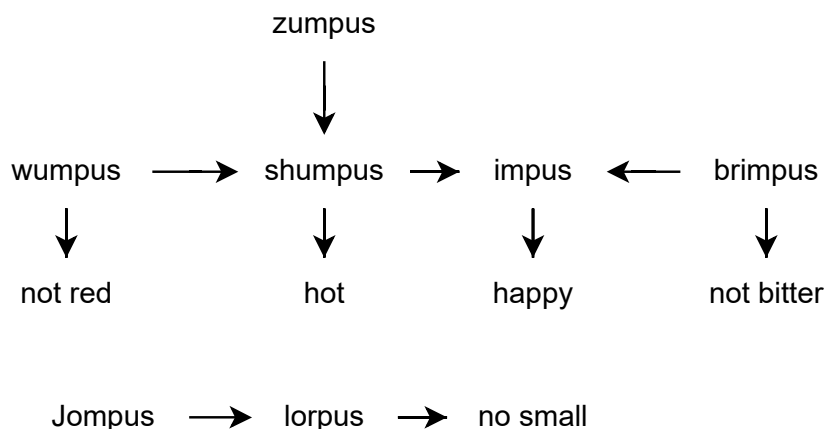 zumpus
wumpus shumpus impus brimpus
not red hot happy not bitter
Jompus lorpus no small